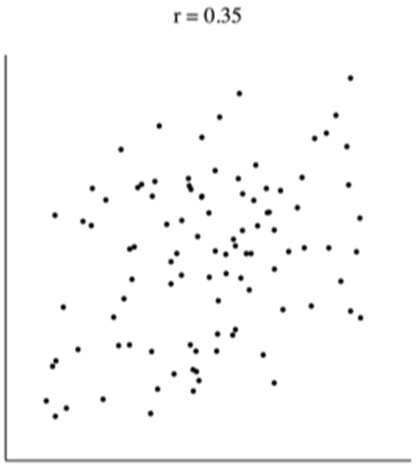 r = 0.35